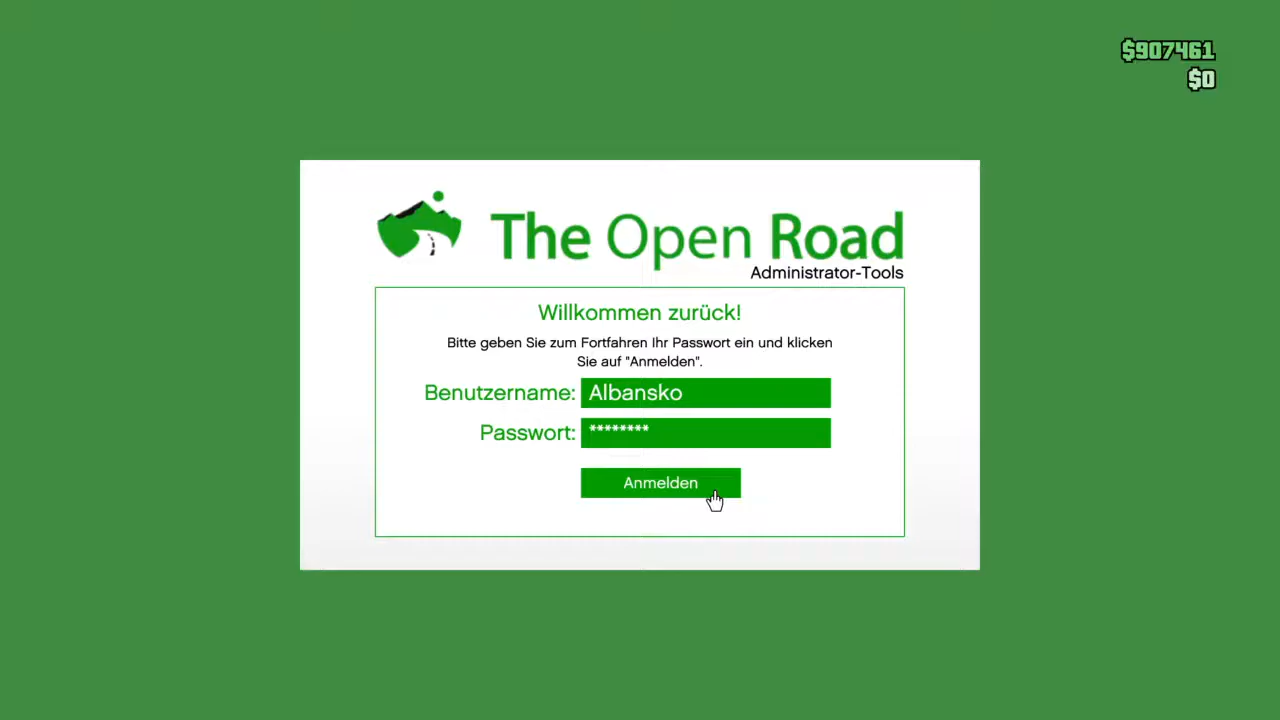 $907461
$0
The Open Road
Administrator-Tools
Willkommen zurück!
Bitte geben Sie zum Fortfahren Ihr Passwort ein und klicken
Sie auf "Anmelden".
Benutzername: Albansko
Passwort: ********
Anmelden